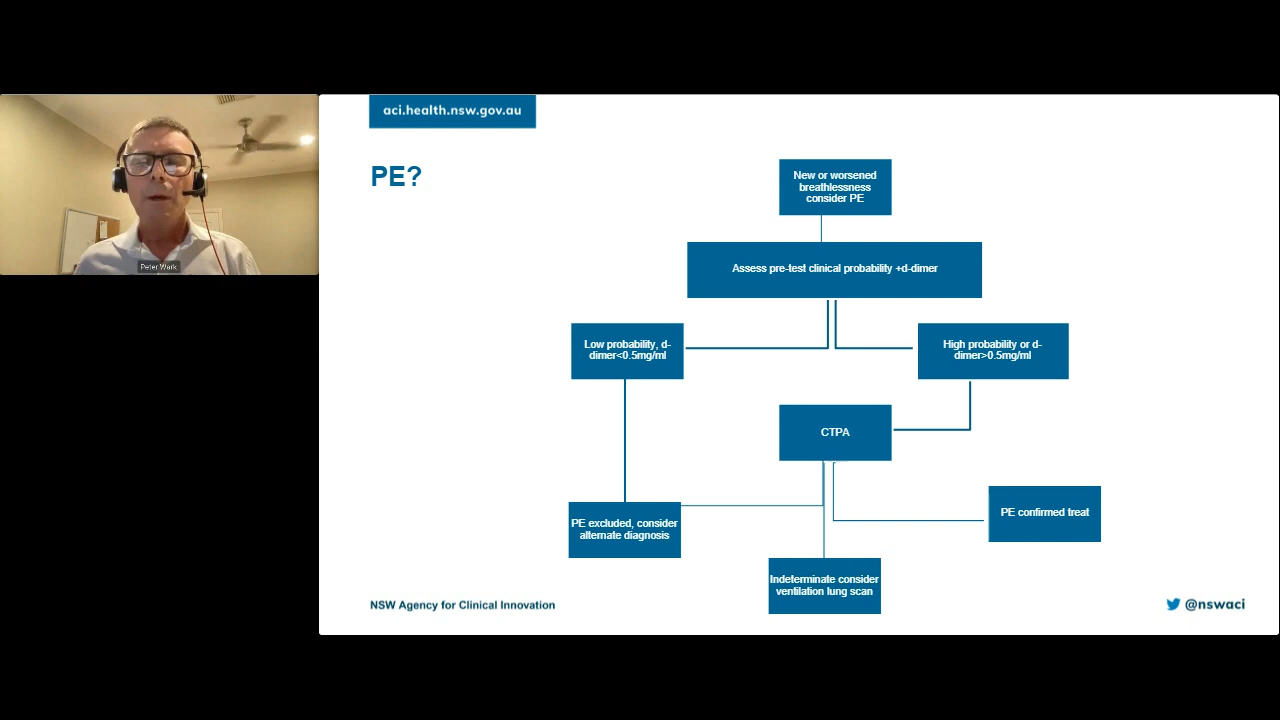 aci.health.nsw.gov.au
PE?
New or worsened
breathlessness
consider PE
Assess pre-test clinical probability +d-dimer
Low probability, d-
dimer<0.5mg/ml
High probability or d-
dimer>0.5mg/ml
CTPA
PE excluded, consider
alternate diagnosis
PE confirmed treat
Indeterminate consider
ventilation lung scan
NSW Agency for Clinical Innovation
@nswaci
Peter Wark